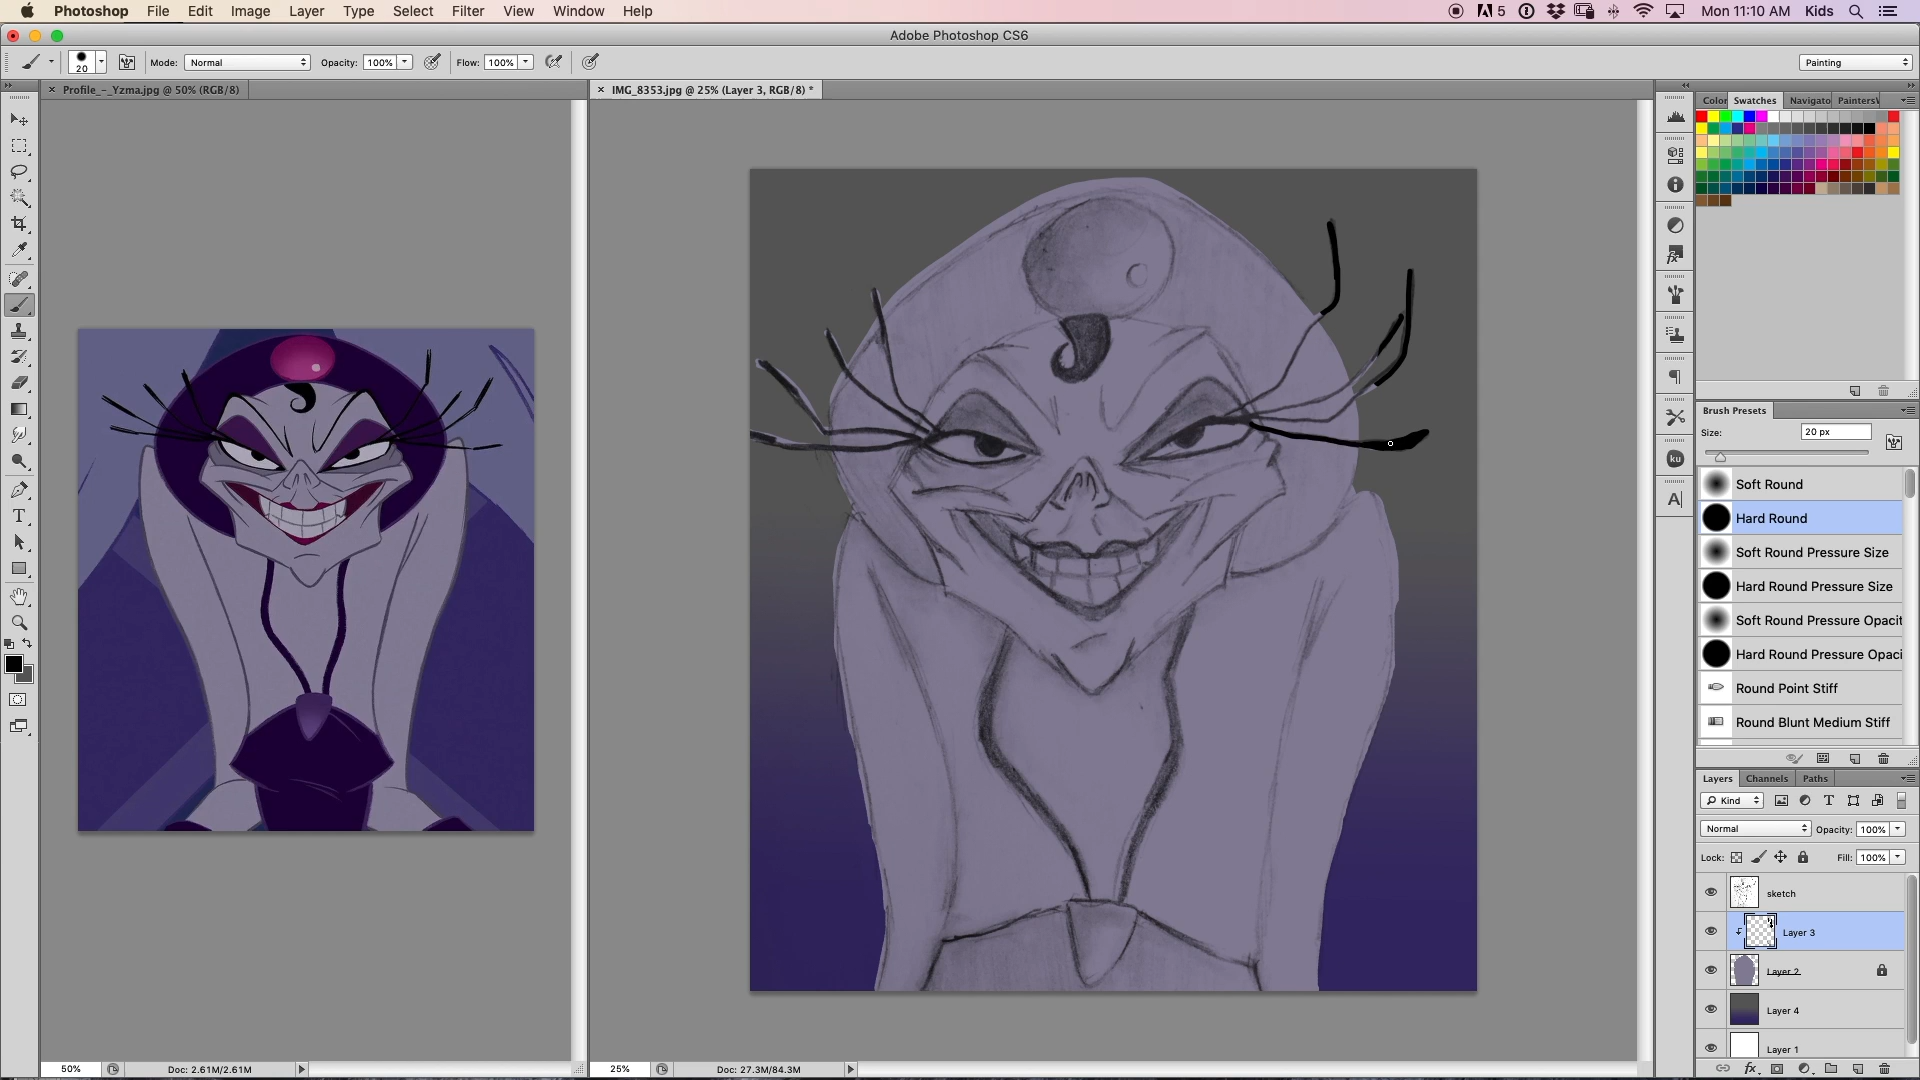 Photoshop File Edit Image Layer Type Select Filter View Window Help 5 Mon 11:10 AM Kids
Adobe Photoshop CS6
20 Mode: Normal Opacity: 100% Flow: 100% Painting
Profile_-_Yzma.jpg @ 50% (RGB/8)
IMG_8353.jpg @ 25% (Layer 3, RGB/8) *
Color Swatches Navigato Painters
Brush Presets
Size: 20 px
Soft Round
Hard Round
Soft Round Pressure Size
Hard Round Pressure Size
Soft Round Pressure Opacit
Hard Round Pressure Opaci
Round Point Stiff
Round Blunt Medium Stiff
ku
A|
T
Layers Channels Paths
Kind
Normal Opacity: 100%
Lock: Fill: 100%
sketch
Layer 3
Layer 2
Layer 4
Layer 1
fx
50% Doc: 2.61M/2.61M
25% Doc: 27.3M/84.3M